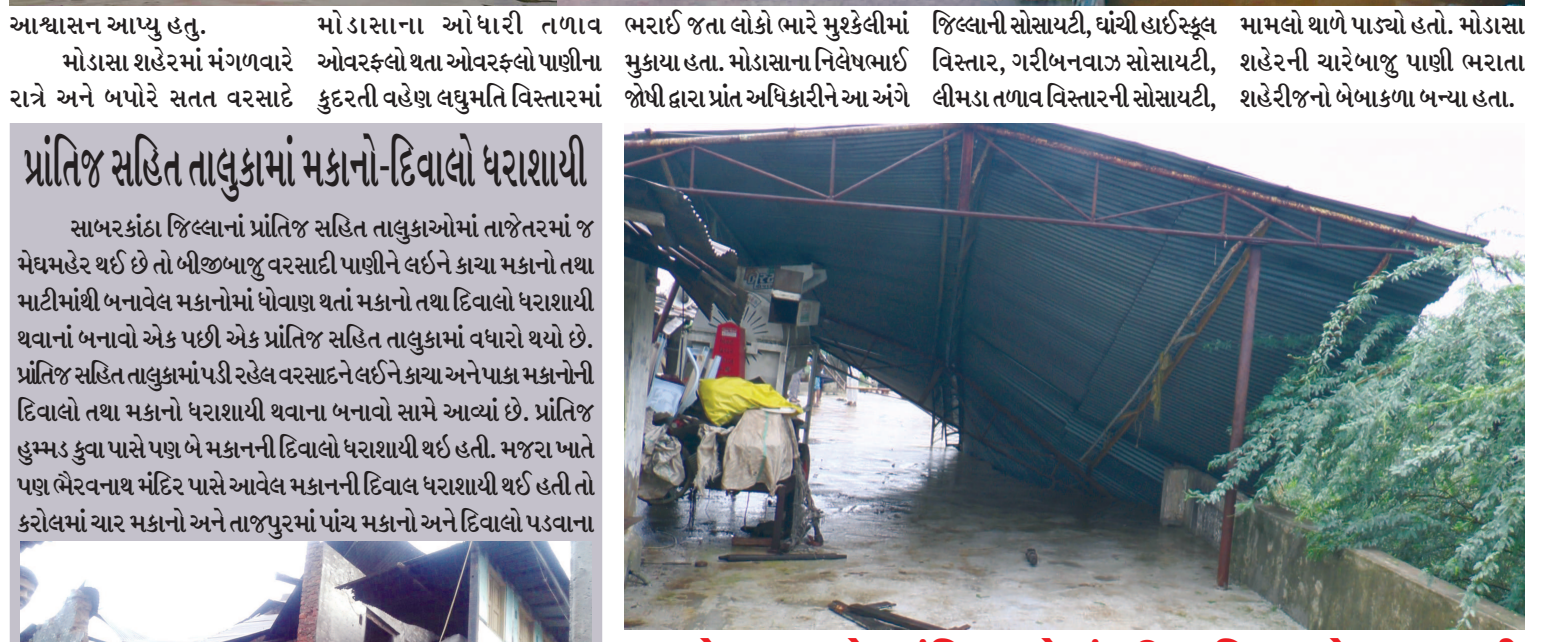 આશ્વાસન આપ્યુ હતુ.
મોડાસા શહેરમાં મંગળવારે
રાત્રે અને બપોરે સતત વરસાદે
મોડાસાના ઓધારી તળાવ
ઓવરફ્લો થતા ઓવરફ્લો પાણીના
કુદરતી વહેણ લઘુમતિ વિસ્તારમાં
ભરાઈ જતા લોકો ભારે મુશ્કેલીમાં
મુકાયા હતા. મોડાસાના નિલેષભાઈ
જોષી દ્વારા પ્રાંત અધિકારીને આ અંગે
જિલ્લાની સોસાયટી, ઘાંચી હાઈસ્કૂલ
વિસ્તાર, ગરીબનવાઝ સોસાયટી,
લીમડા તળાવ વિસ્તારની સોસાયટી,
મામલો થાળે પાડ્યો હતો. મોડાસા
શહેરની ચારેબાજુ પાણી ભરાતા
શહેરીજનો બેબાકળા બન્યા હતા.
પ્રાંતિજ સહિત તાલુકામાં મકાનો-દિવાલો ધરાશાયી
સાબરકાંઠા જિલ્લાનાં પ્રાંતિજ સહિત તાલુકાઓમાં તાજેતરમાં જ
મેઘમહેર થઈ છે તો બીજીબાજુ વરસાદી પાણીને લઇને કાચા મકાનો તથા
માટીમાંથી બનાવેલ મકાનોમાં ધોવાણ થતાં મકાનો તથા દિવાલો ધરાશાયી
થવાનાં બનાવો એક પછી એક પ્રાંતિજ સહિત તાલુકામાં વધારો થયો છે.
પ્રાંતિજ સહિત તાલુકામાં પડી રહેલ વરસાદને લઈને કાચા અને પાકા મકાનોની
દિવાલો તથા મકાનો ધરાશાયી થવાના બનાવો સામે આવ્યાં છે. પ્રાંતિજ
હુમ્મડ કુવા પાસે પણ બે મકાનની દિવાલો ધરાશાયી થઇ હતી. મજરા ખાતે
પણ ભૈરવનાથ મંદિર પાસે આવેલ મકાનની દિવાલ ધરાશાયી થઈ હતી તો
કરોલમાં ચાર મકાનો અને તાજપુરમાં પાંચ મકાનો અને દિવાલો પડવાના